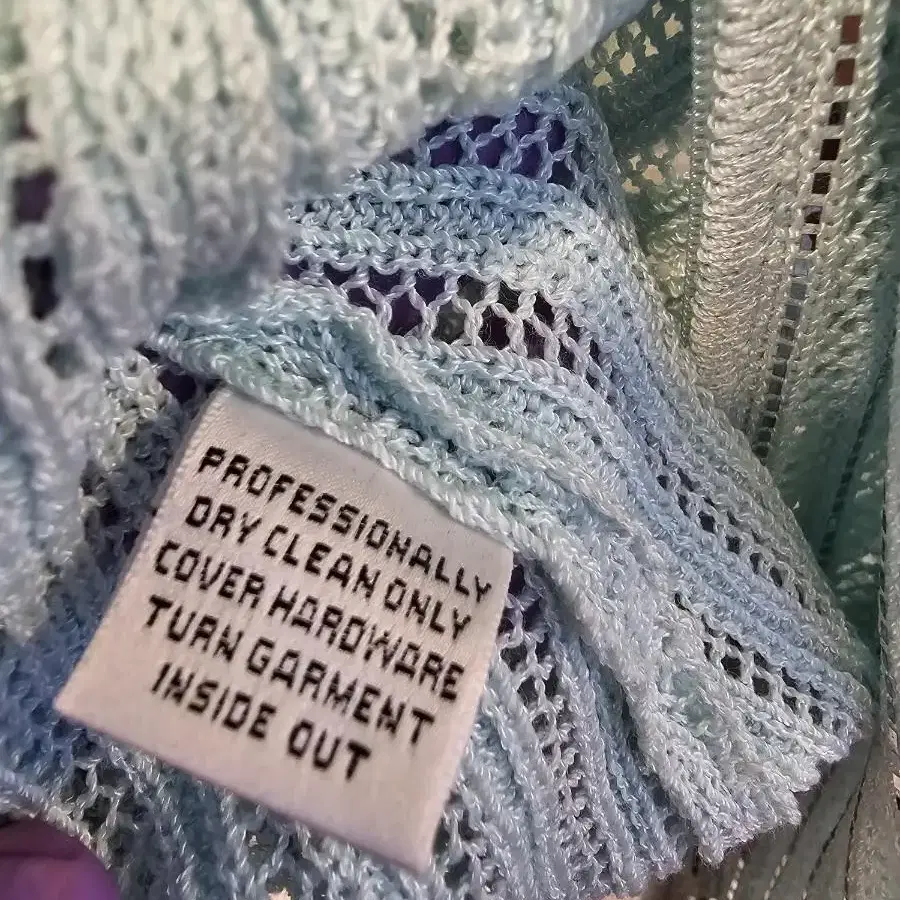 PROFESSIONALLY
DRY CLEAN ONLY
COVER HARDWARE
TURN GARMENT
INSIDE OUT